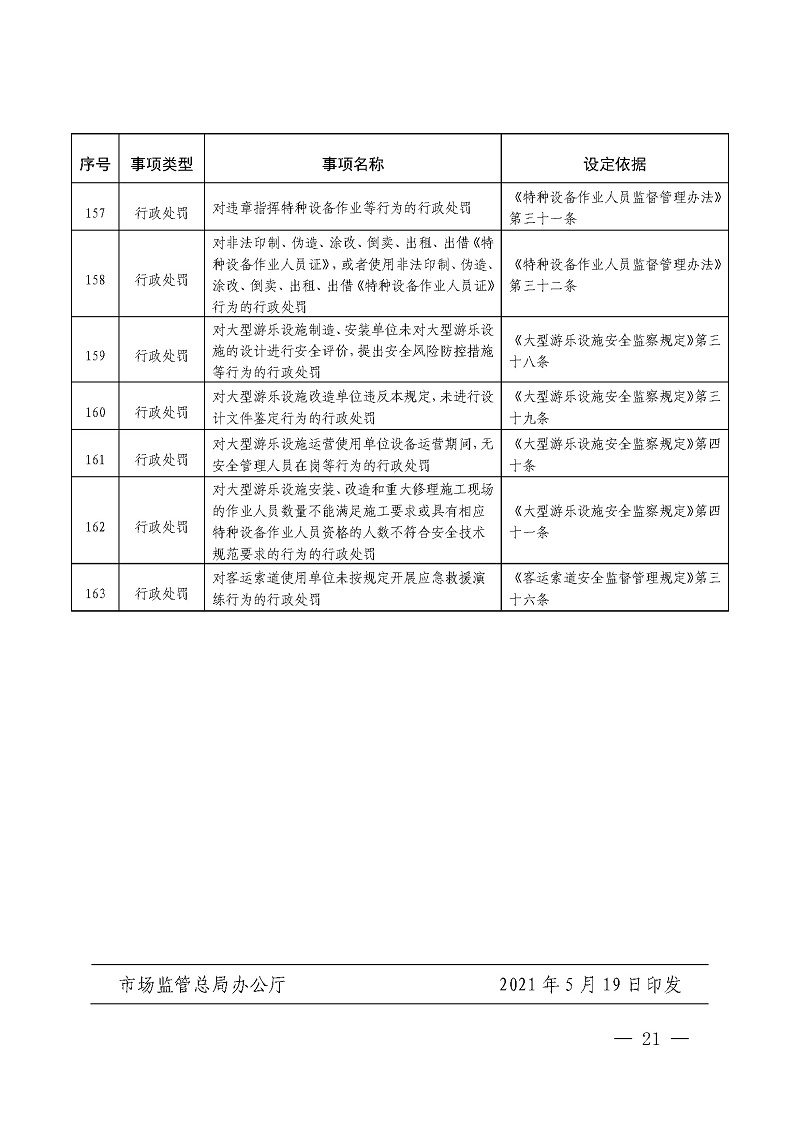 序号 事项类型 事项名称 设定依据
157 行政处罚 对违章指挥特种设备作业等行为的行政处罚 《特种设备作业人员监督管理办法》
第三十一条
对非法印制、伪造、涂改、倒卖、出租、出借《特
种设备作业人员证》,或者使用非法印制、伪造、
涂改、倒卖、出租、出借《特种设备作业人员证》
行为的行政处罚
158 行政处罚 《特种设备作业人员监督管理办法》
第三十二条
对大型游乐设施制造、安装单位未对大型游乐设
施的设计进行安全评价,提出安全风险防控措施
等行为的行政处罚
159 行政处罚 《大型游乐设施安全监察规定》第三
十八条
160 行政处罚 对大型游乐设施改造单位违反本规定,未进行设
计文件鉴定行为的行政处罚
《大型游乐设施安全监察规定》第三
十九条
161 行政处罚 对大型游乐设施运营使用单位设备运营期间,无
安全管理人员在岗等行为的行政处罚
《大型游乐设施安全监察规定》第四
十条
162 行政处罚 对大型游乐设施安装、改造和重大修理施工现场
的作业人员数量不能满足施工要求或具有相应
特种设备作业人员资格的人数不符合安全技术
规范要求的行为的行政处罚
《大型游乐设施安全监察规定》第四
十一条
163 行政处罚 对客运索道使用单位未按规定开展应急救援演
练行为的行政处罚
《客运索道安全监督管理规定》第三
十六条
市场监管总局办公厅 2021年5月19日印发
— 21 —